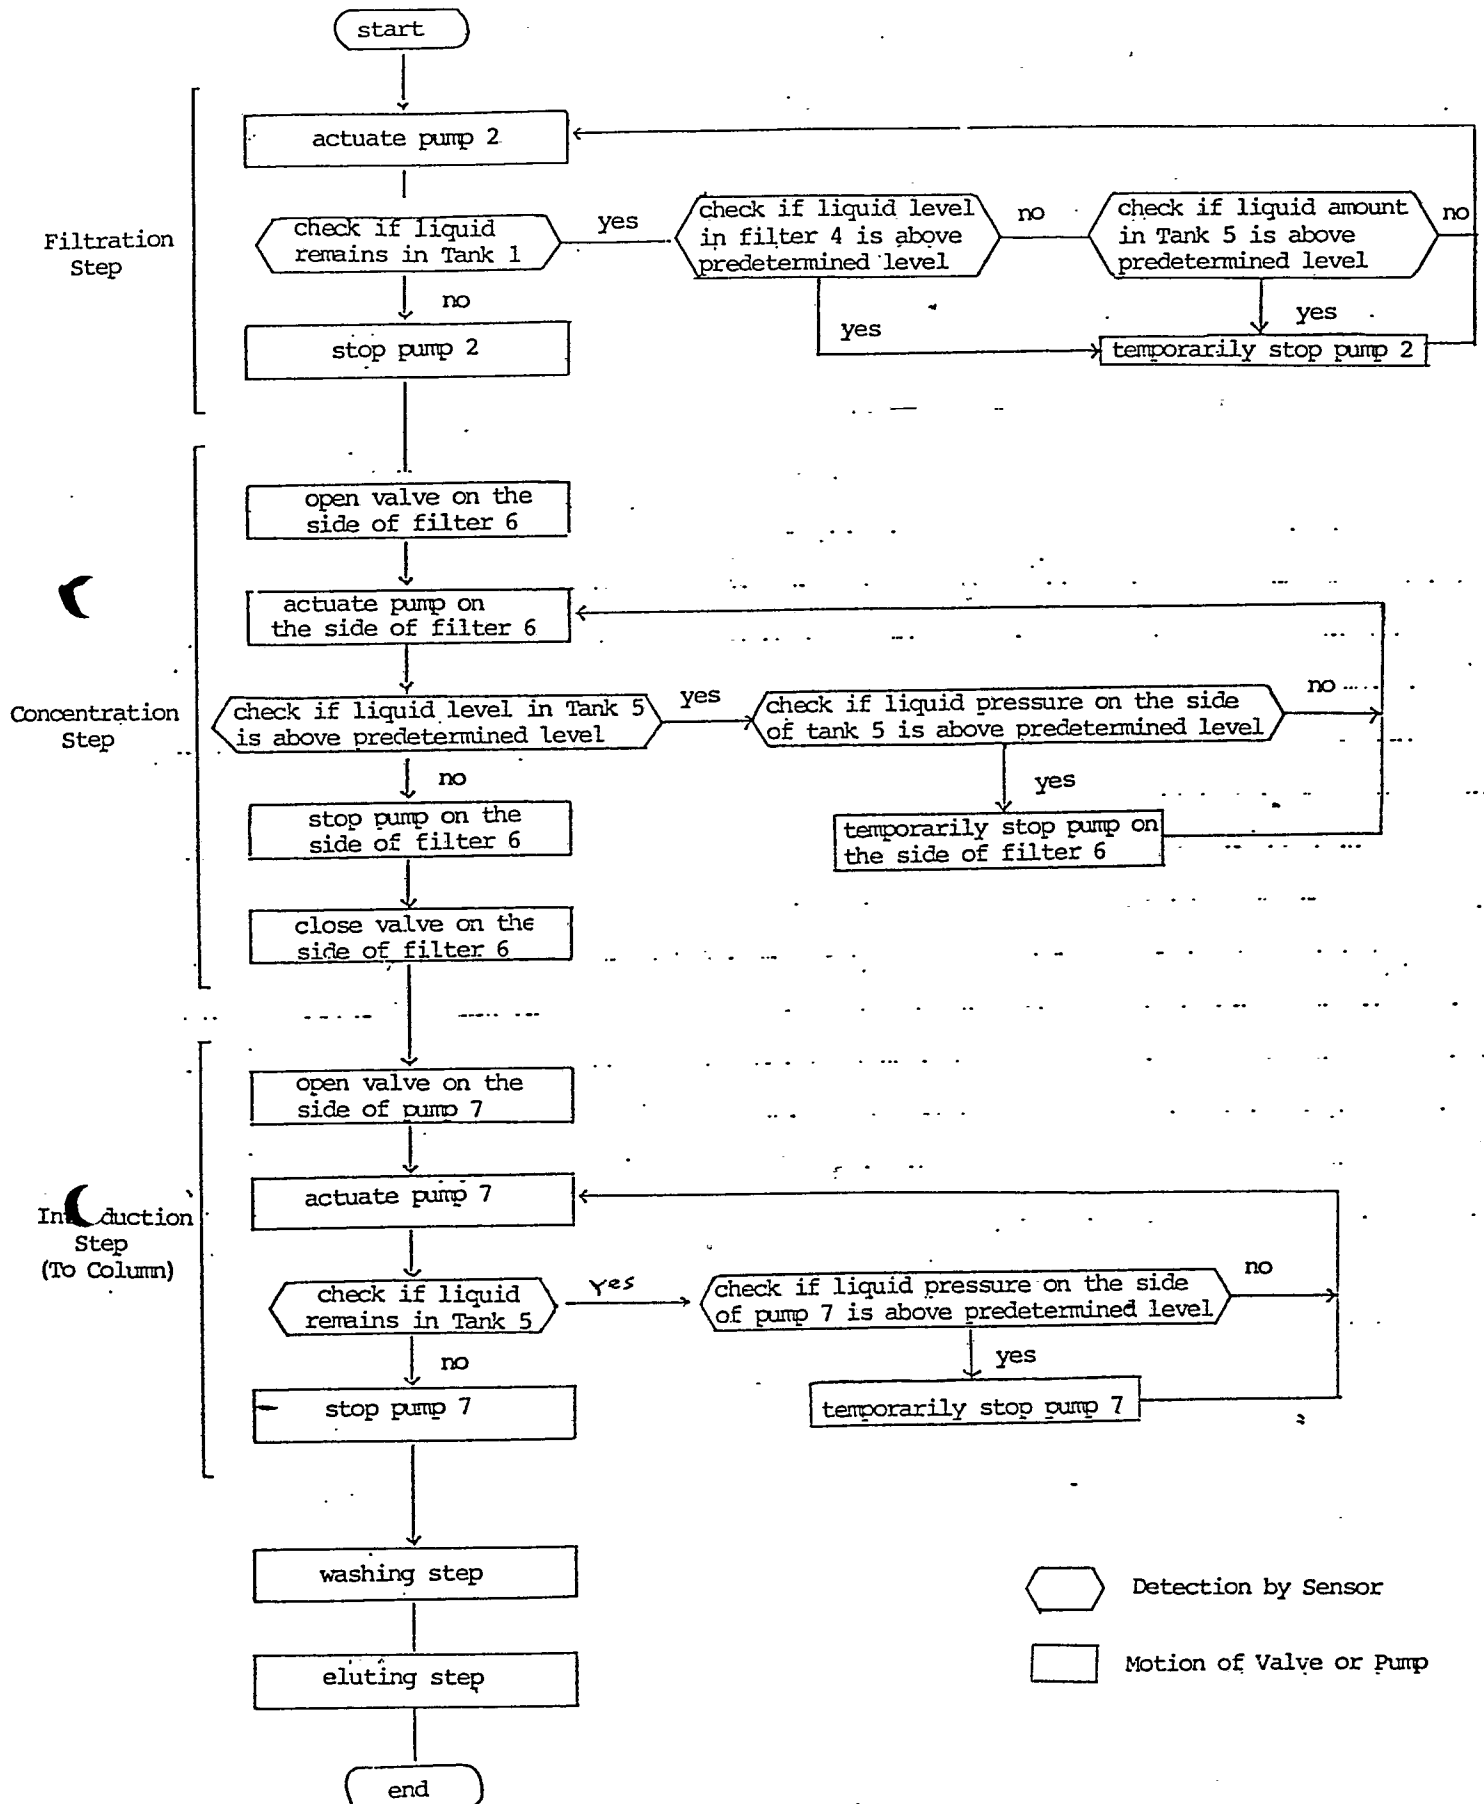 start
actuate pump 2
Filtration
Step
check if liquid
remains in Tank 1
yes
check if liquid level
in filter 4 is above
predetermined level
no
check if liquid amount
in Tank 5 is above
predetermined level
no
no
yes
yes
stop pump 2
temporarily stop pump 2
open valve on the
side of filter 6
actuate pump on
the side of filter 6
Concentration
Step
check if liquid level in Tank 5
is above predetermined level
yes
check if liquid pressure on the side
of tank 5 is above predetermined level
no
no
yes
stop pump on the
side of filter 6
temporarily stop pump on
the side of filter 6
close valve on the
side of filter 6
open valve on the
side of pump 7
actuate pump 7
Step
(To Column)
check if liquid
remains in Tank 5
yes
check if liquid pressure on the side
of pump 7 is above predetermined level
no
no
yes
stop pump 7
temporarily stop pump 7
washing step
eluting step
end
Detection by Sensor
Motion of Valve or Pump